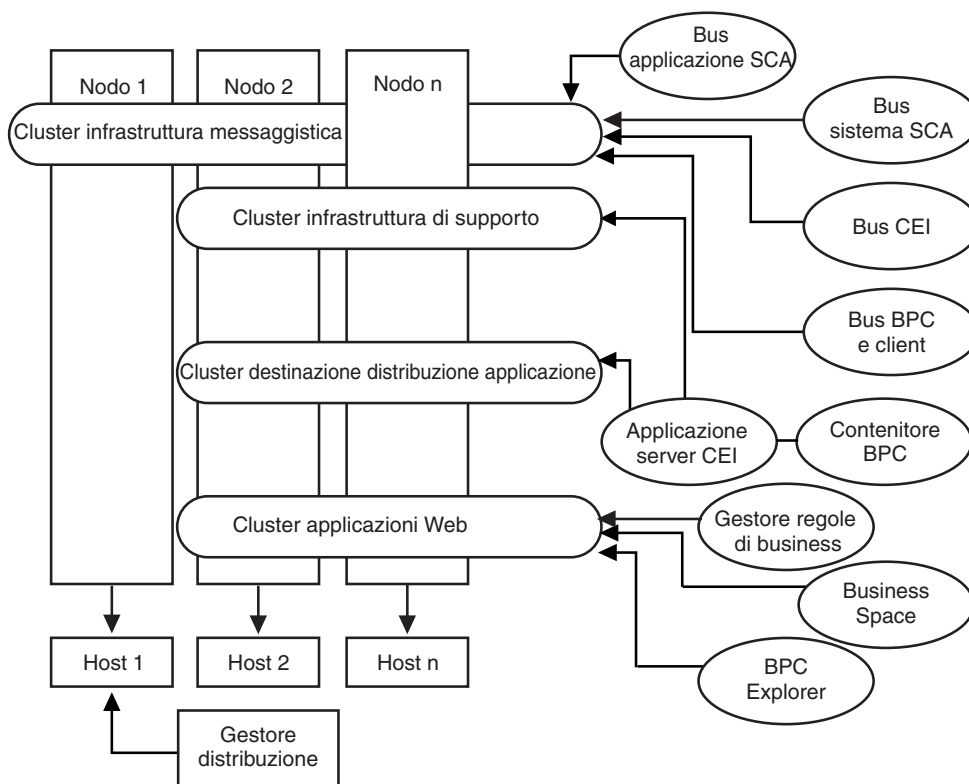 Bus
applicazione SCA
Nodo 1
Nodo 2
Nodo n
Cluster infrastruttura messaggistica
Bus
sistema SCA
Cluster infrastruttura di supporto
Bus CEI
Bus BPC
e client
Cluster destinazione distribuzione applicazione
Applicazione
server CEI
Contenitore
BPC
Cluster applicazioni Web
Gestore regole
di business
Business
Space
Host 1
Host 2
Host n
BPC
Explorer
Gestore
distribuzione